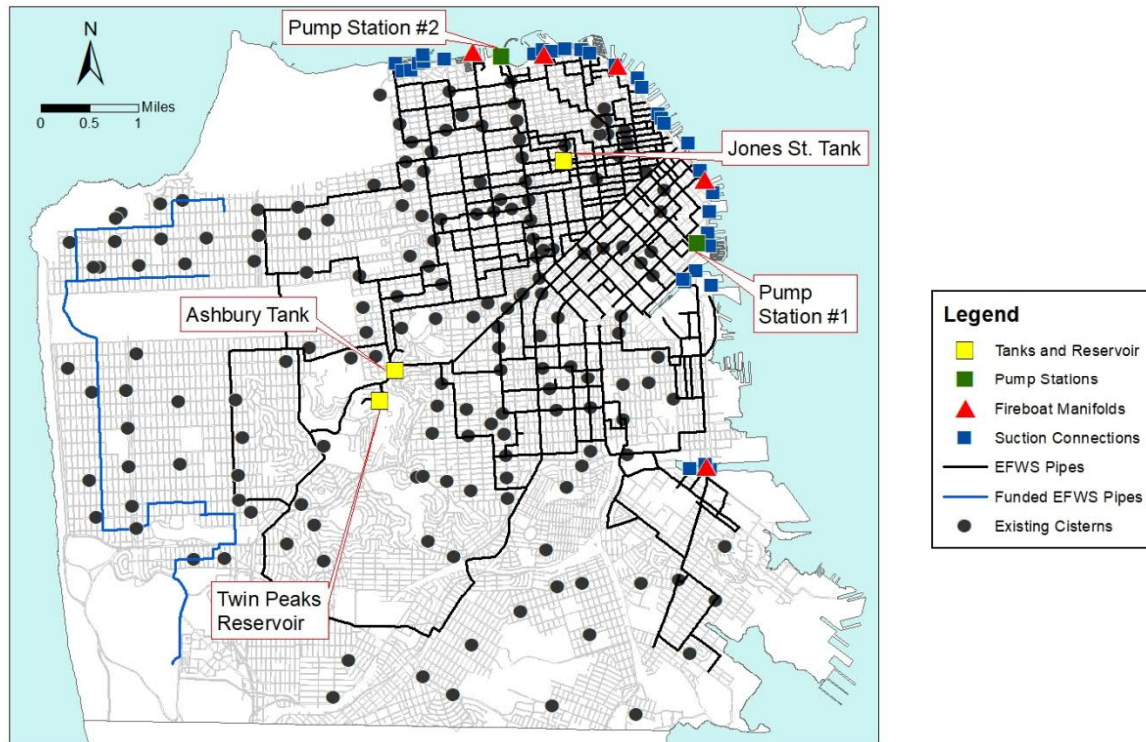 Pump Station #2
N
Miles
0 0.5 1
Jones St. Tank
Ashbury Tank
Pump
Station #1
Twin Peaks
Reservoir
Legend
Tanks and Reservoir
Pump Stations
Fireboat Manifolds
Suction Connections
EFWS Pipes
Funded EFWS Pipes
Existing Cisterns